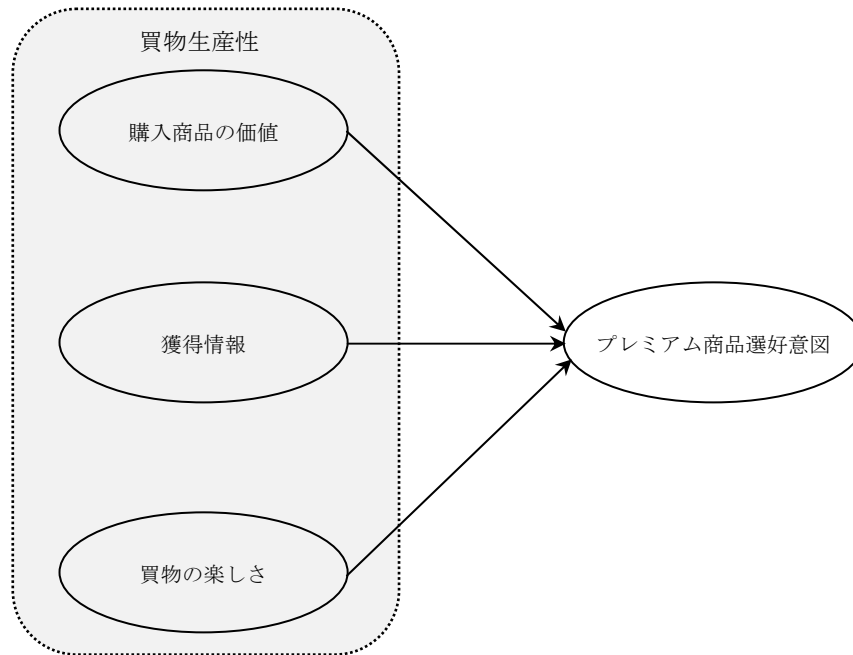 買物生産性
購入商品の価値
獲得情報
プレミアム商品選好意図
買物の楽しさ